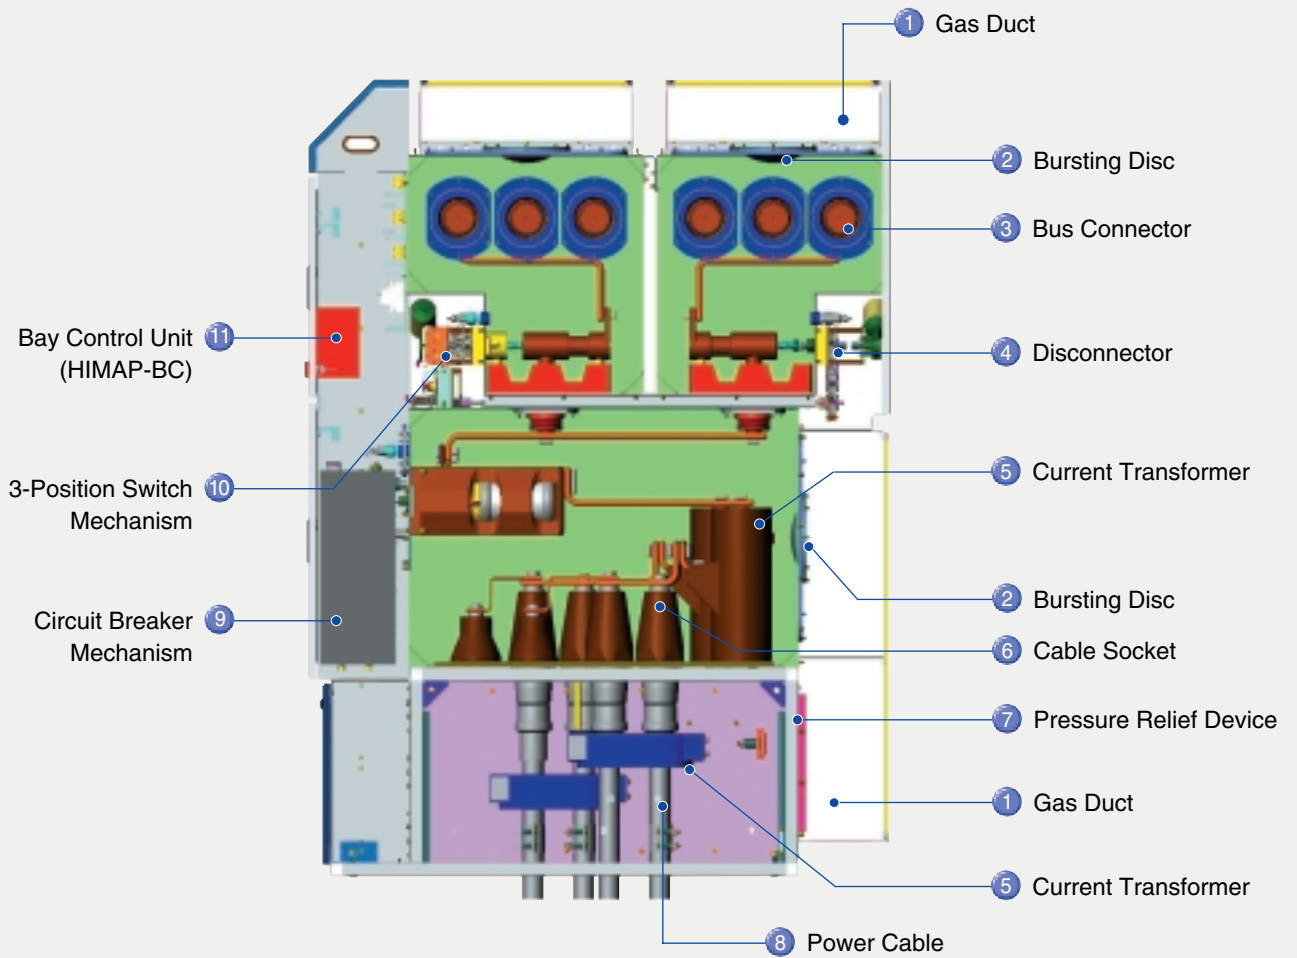 1 Gas Duct
2 Bursting Disc
3 Bus Connector
4 Disconnector
5 Current Transformer
2 Bursting Disc
6 Cable Socket
7 Pressure Relief Device
1 Gas Duct
5 Current Transformer
8 Power Cable
Bay Control Unit 11
(HIMAP-BC)
3-Position Switch 10
Mechanism
Circuit Breaker 9
Mechanism